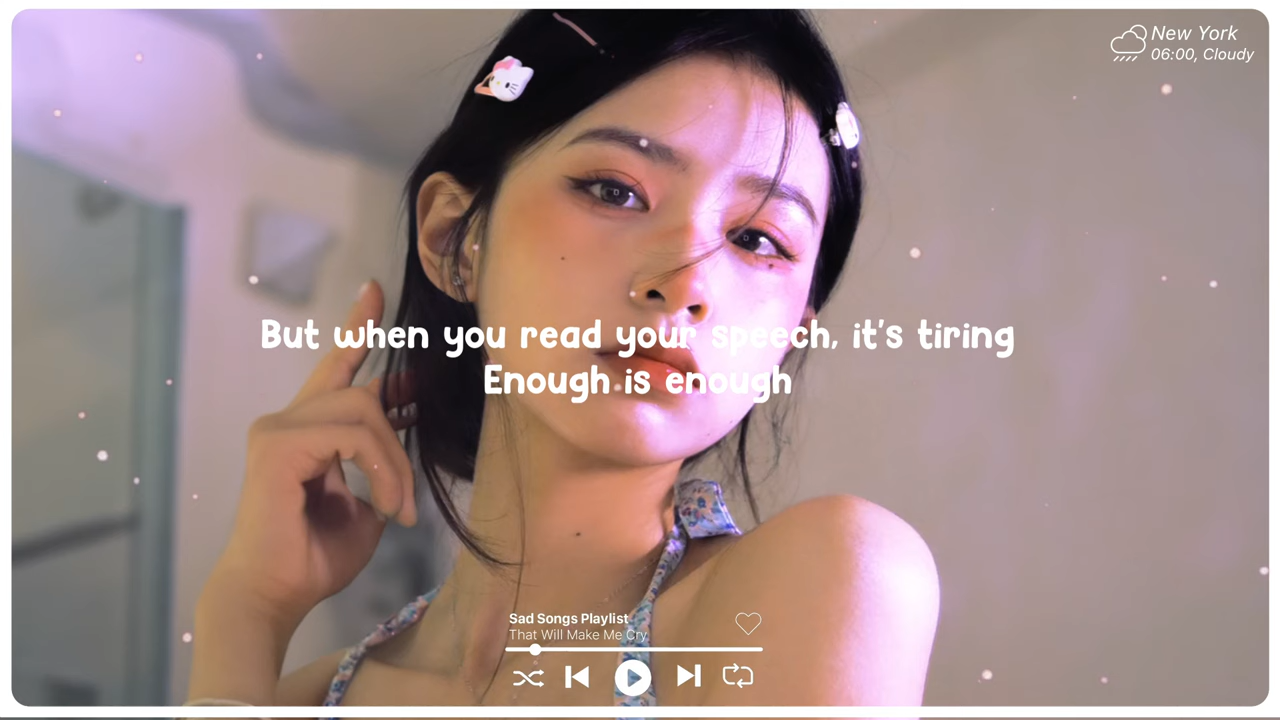 New York
06:00, Cloudy
But when you read your speech, it's tiring
Enough is enough
Sad Songs Playlist
That Will Make Me Cry